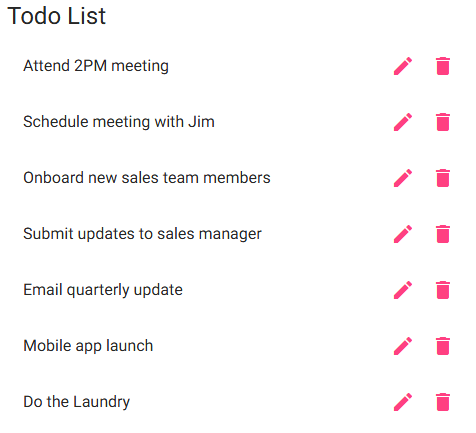 Todo List
Attend 2PM meeting
Schedule meeting with Jim
Onboard new sales team members
Submit updates to sales manager
Email quarterly update
Mobile app launch
Do the Laundry